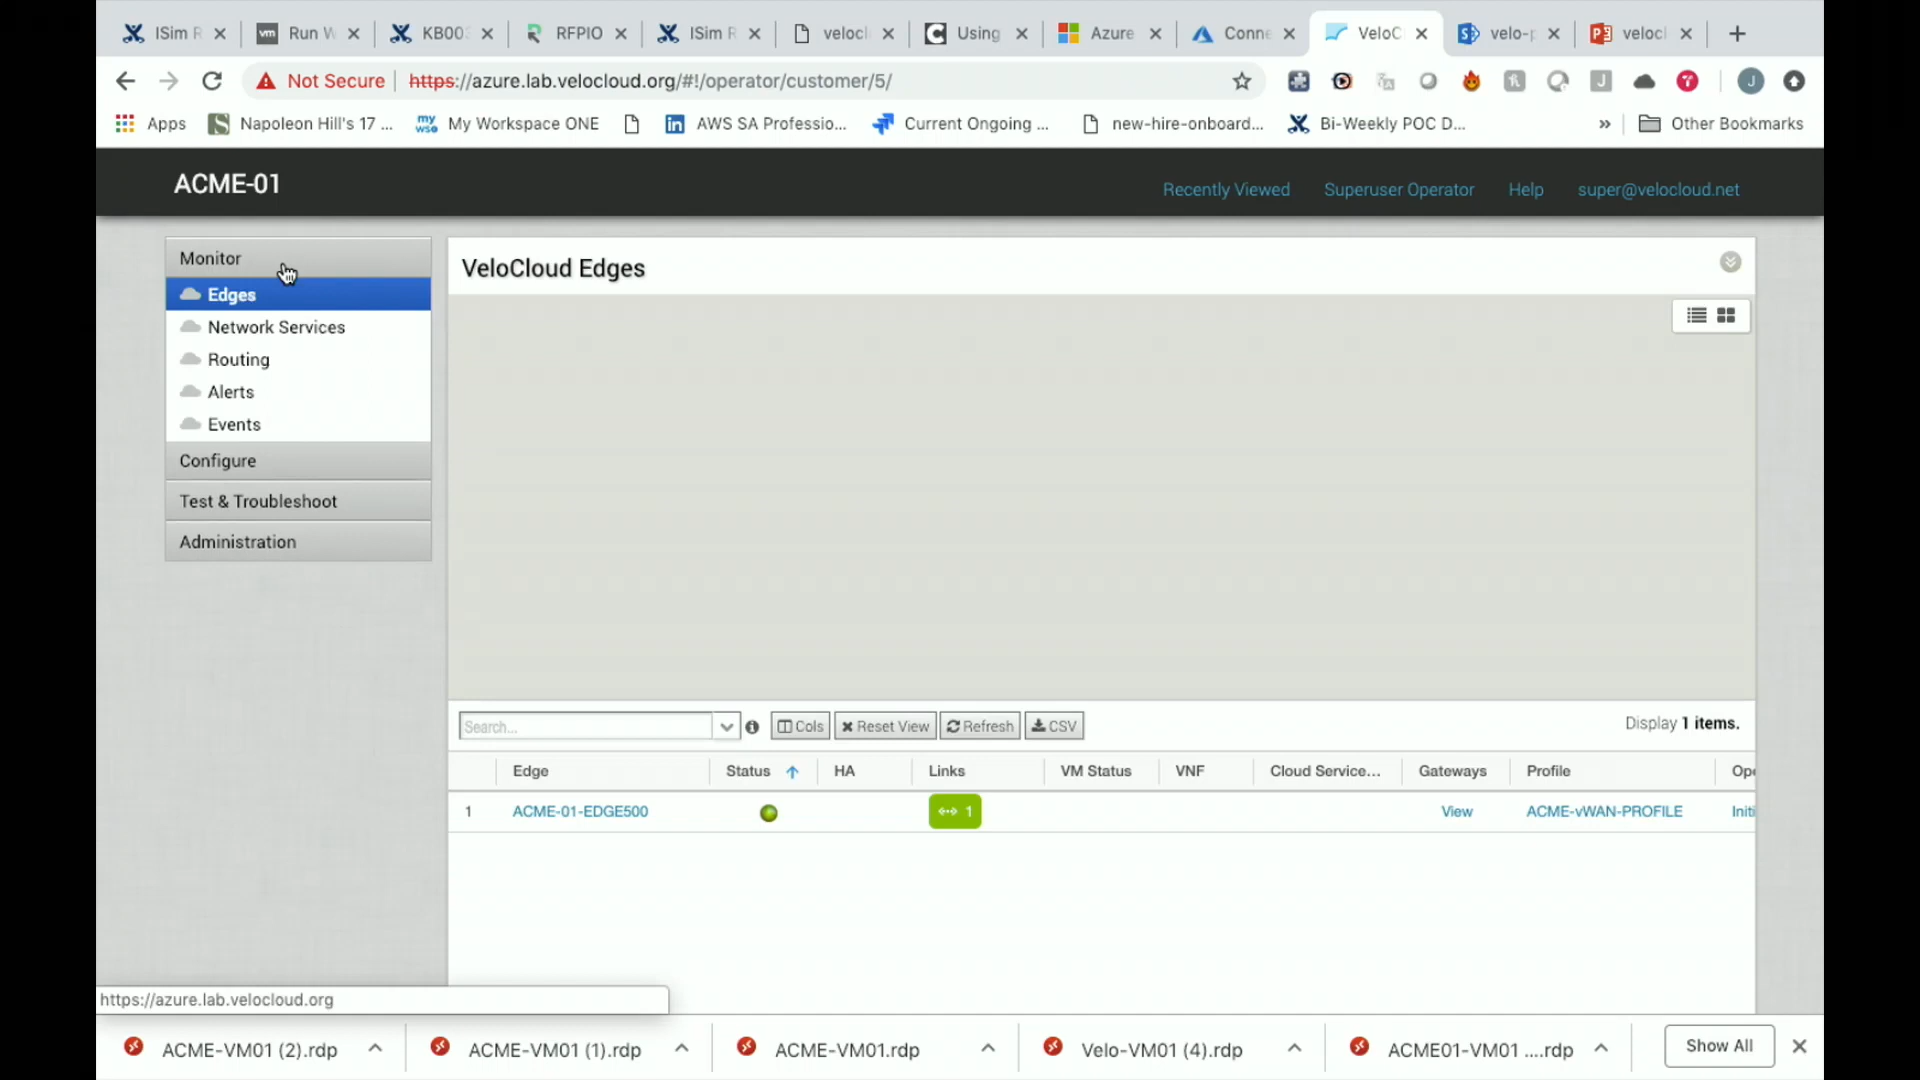 ISim R
Run W
KB003
RFPIO
ISim R
velocl
Using
Azure
Conne
VeloC
velo-p
velocl
Not Secure
https://azure.lab.velocloud.org/#!/operator/customer/5/
Apps
Napoleon Hill's 17 ...
My Workspace ONE
AWS SA Professio...
Current Ongoing ...
new-hire-onboard...
Bi-Weekly POC D...
»
Other Bookmarks
ACME-01
Recently Viewed
Superuser Operator
Help
super@velocloud.net
Monitor
Edges
Network Services
Routing
Alerts
Events
Configure
Test & Troubleshoot
Administration
VeloCloud Edges
Search...
Cols
Reset View
Refresh
CSV
Display 1 items.
Edge Status HA Links VM Status VNF Cloud Service... Gateways Profile Ope
1 ACME-01-EDGE500 1 View ACME-vWAN-PROFILE Initi
https://azure.lab.velocloud.org
ACME-VM01 (2).rdp
ACME-VM01 (1).rdp
ACME-VM01.rdp
Velo-VM01 (4).rdp
ACME01-VM01 ....rdp
Show All